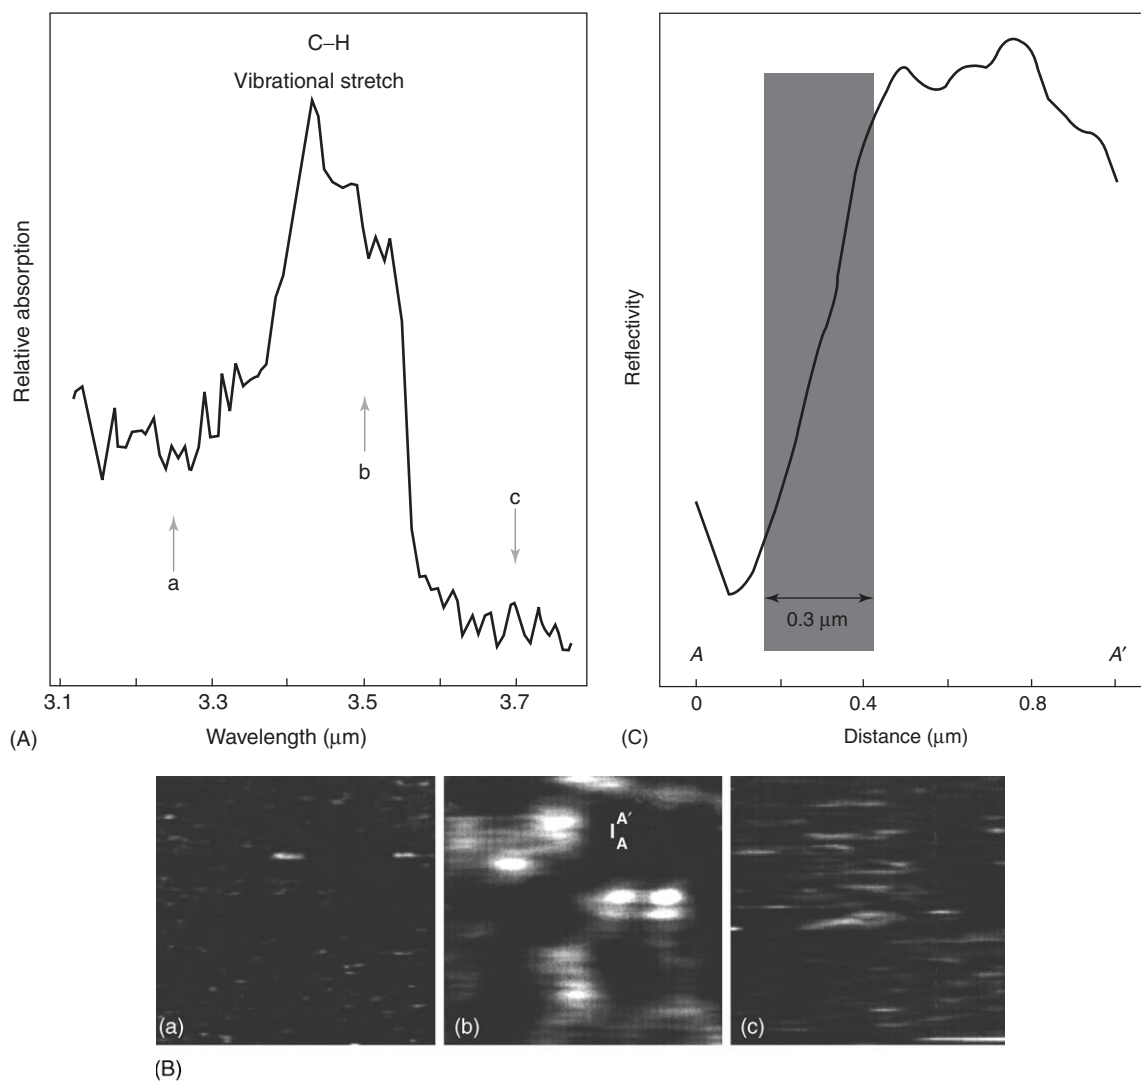 C–H
Vibrational stretch
Relative absorption
a
b
c
3.1
3.3
3.5
3.7
Wavelength (μm)
(A)
Reflectivity
0.3 μm
A
A′
0
0.4
0.8
Distance (μm)
(C)
(a)
A′
A
(b)
(c)
(B)